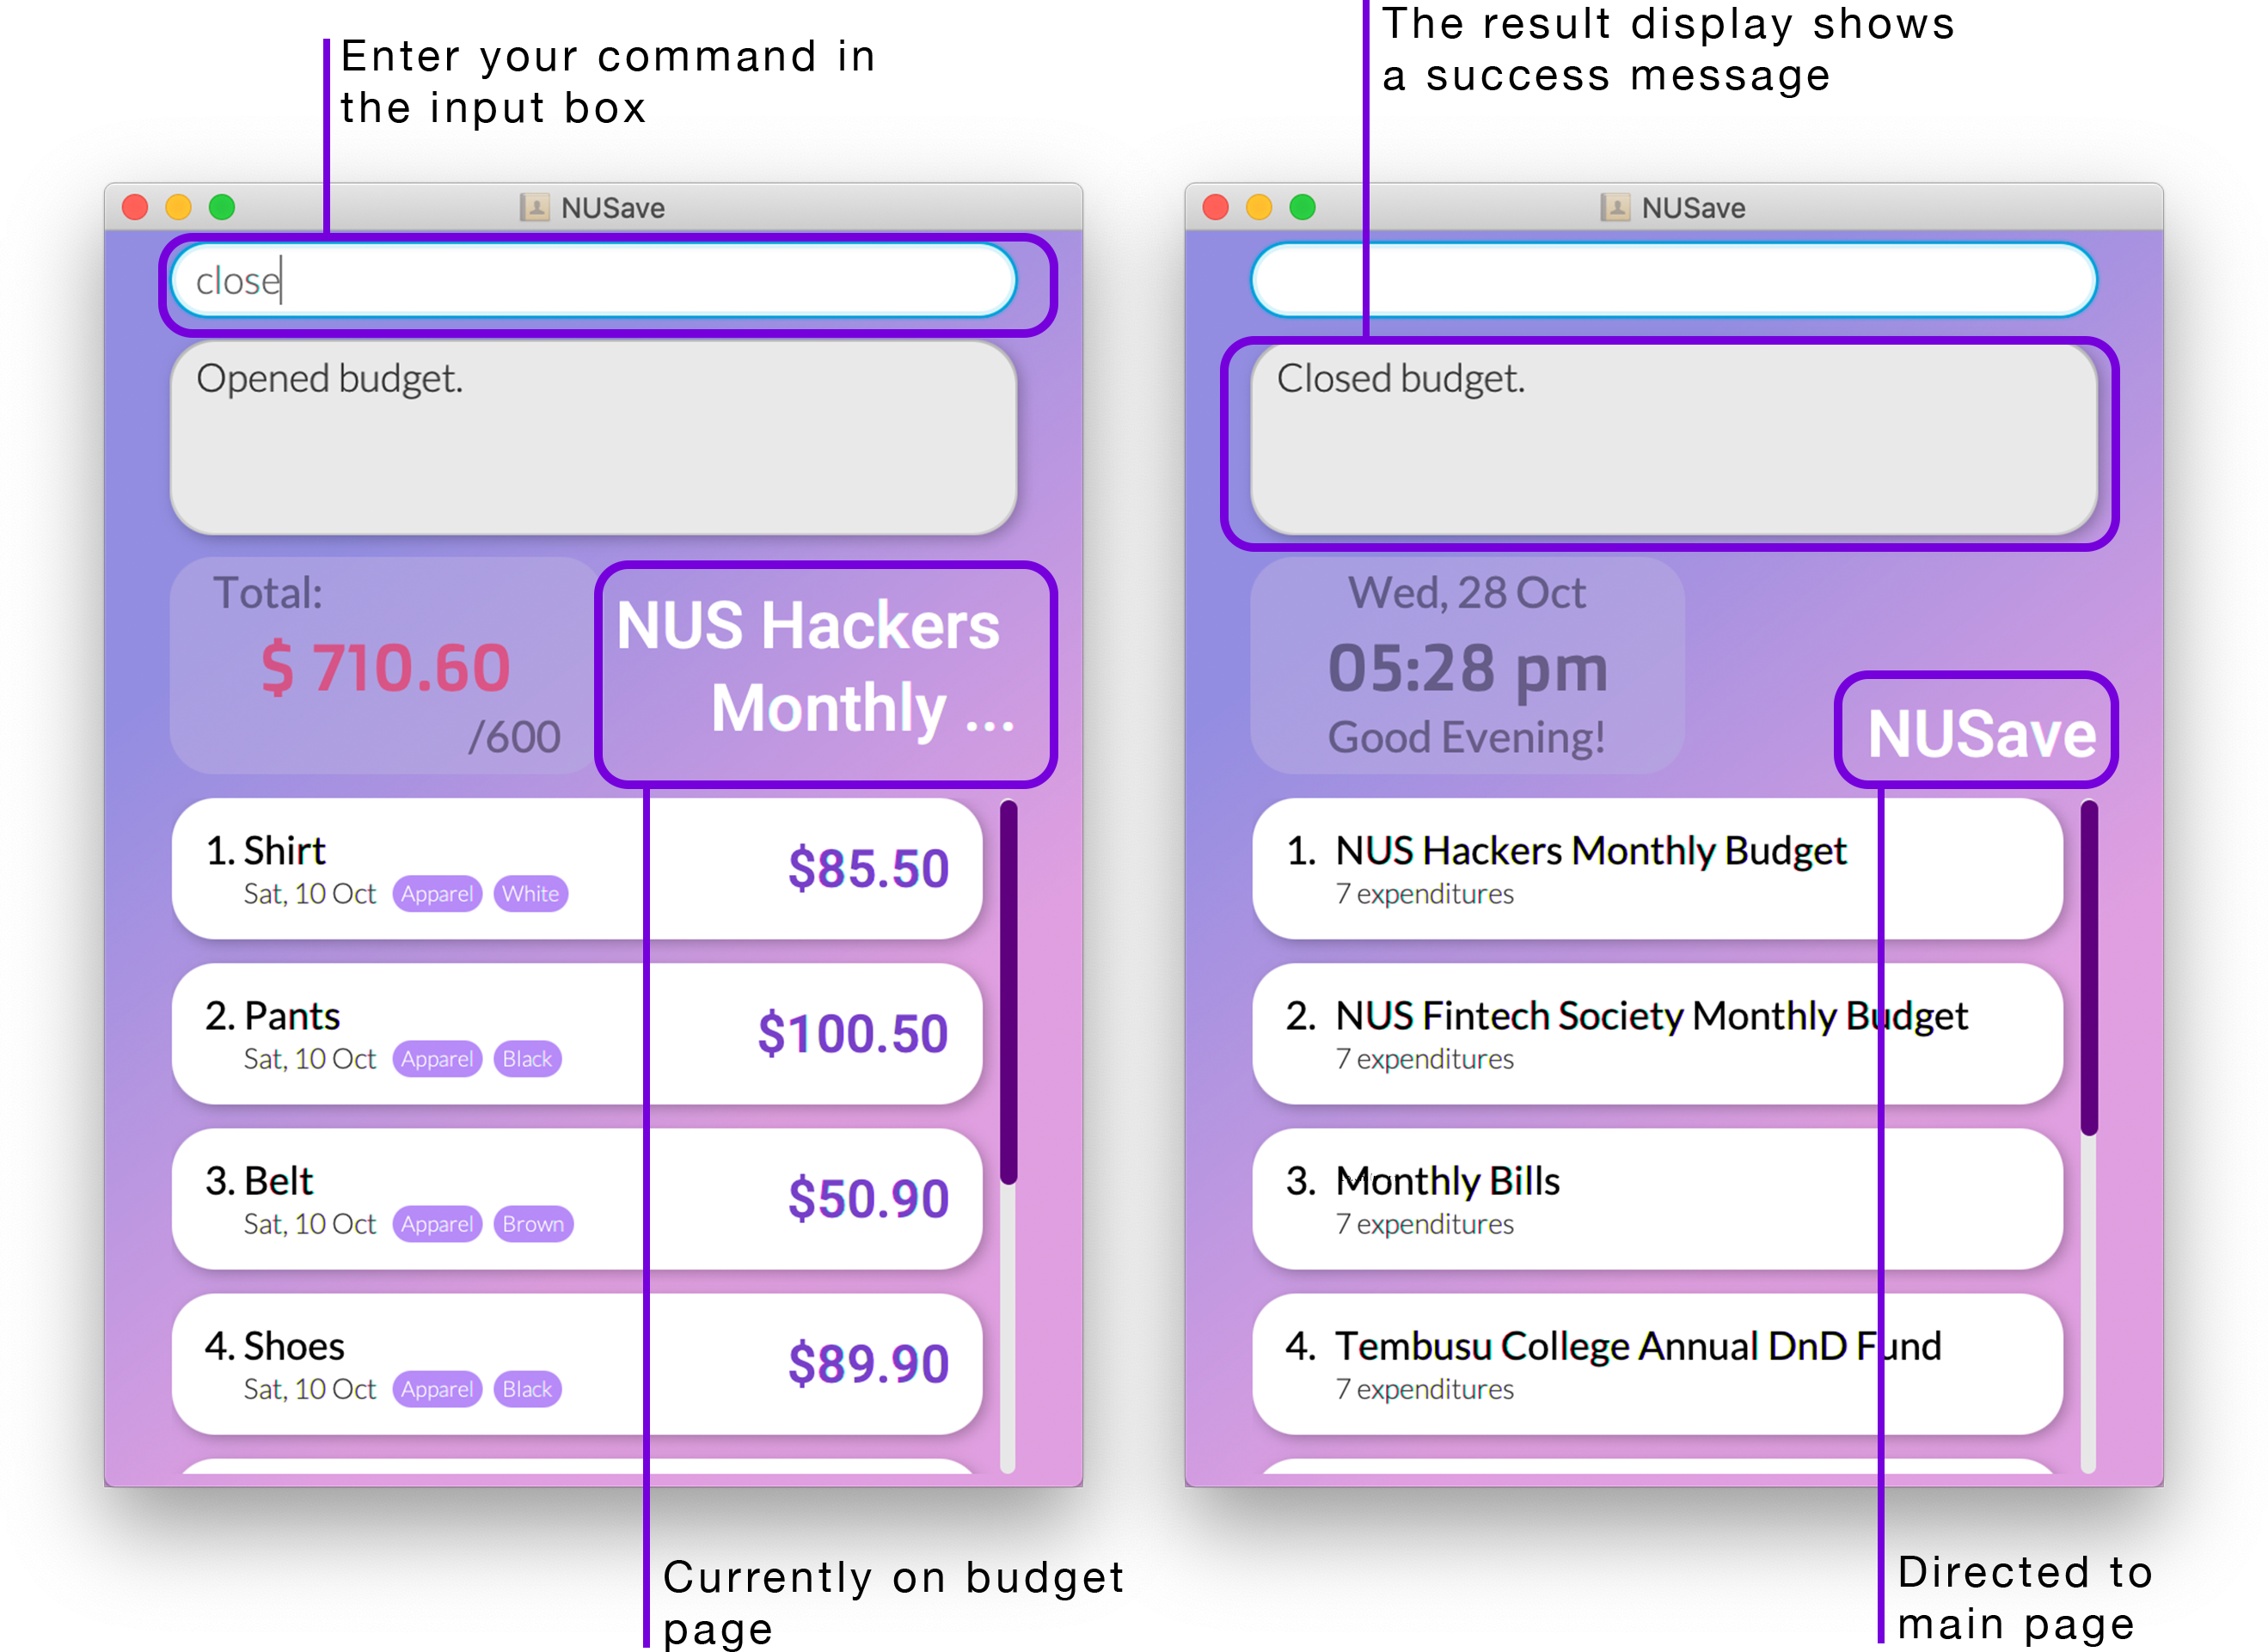 Enter your command in
the input box
The result display shows
a success message
NUSave
close
Opened budget.
Total:
$ 710.60
/600
NUS Hackers
Monthly ...
1. Shirt
Sat, 10 Oct Apparel White
$85.50
2. Pants
Sat, 10 Oct Apparel Black
$100.50
3. Belt
Sat, 10 Oct Apparel Brown
$50.90
4. Shoes
Sat, 10 Oct Apparel Black
$89.90
Currently on budget
page
NUSave
Closed budget.
Wed, 28 Oct
05:28 pm
Good Evening!
NUSave
1. NUS Hackers Monthly Budget
7 expenditures
2. NUS Fintech Society Monthly Budget
7 expenditures
3. Monthly Bills
7 expenditures
4. Tembusu College Annual DnD Fund
7 expenditures
Directed to
main page